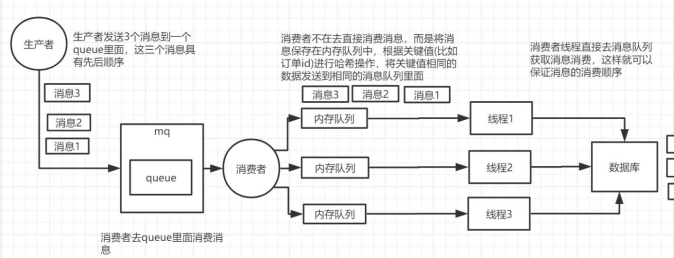 生产者
生产者发送3个消息到一个
queue里面，这三个消息具
有先后顺序
消息3
消息2
消息1
mq
queue
消费者去queue里面消费消
息
消费者
消费者不在去直接消费消息，而是将消
息保存在内存队列中，根据关键值(比如
订单id)进行哈希操作，将关键值相同的
数据发送到相同的消息队列里面
消息3
消息2
消息1
内存队列
内存队列
内存队列
线程1
线程2
线程3
消费者线程直接去消息队列
获取消息消费，这样就可以
保证消息的消费顺序
数据库